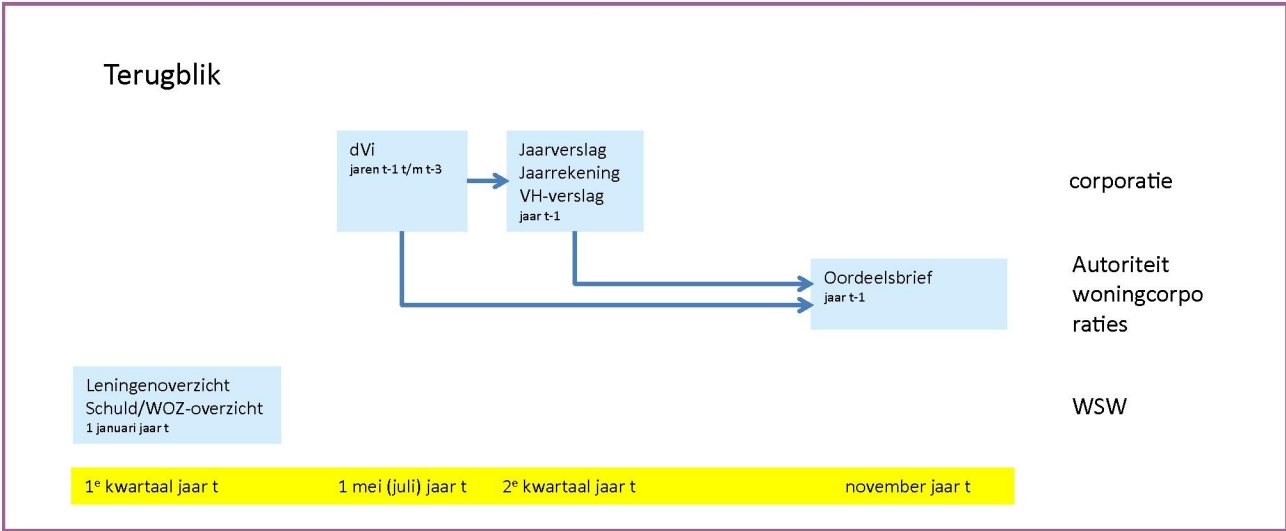 Terugblik
dVi
jaren t-1 t/m t-3
Jaarverslag
Jaarrekening
VH-verslag
jaar t-1
corporatie
Oordeelsbrief
jaar t-1
Autoriteit
woningcorpo
raties
Leningenoverzicht
Schuld/WOZ-overzicht
1 januari jaar t
WSW
1e kwartaal jaar t
1 mei (juli) jaar t
2e kwartaal jaar t
november jaar t